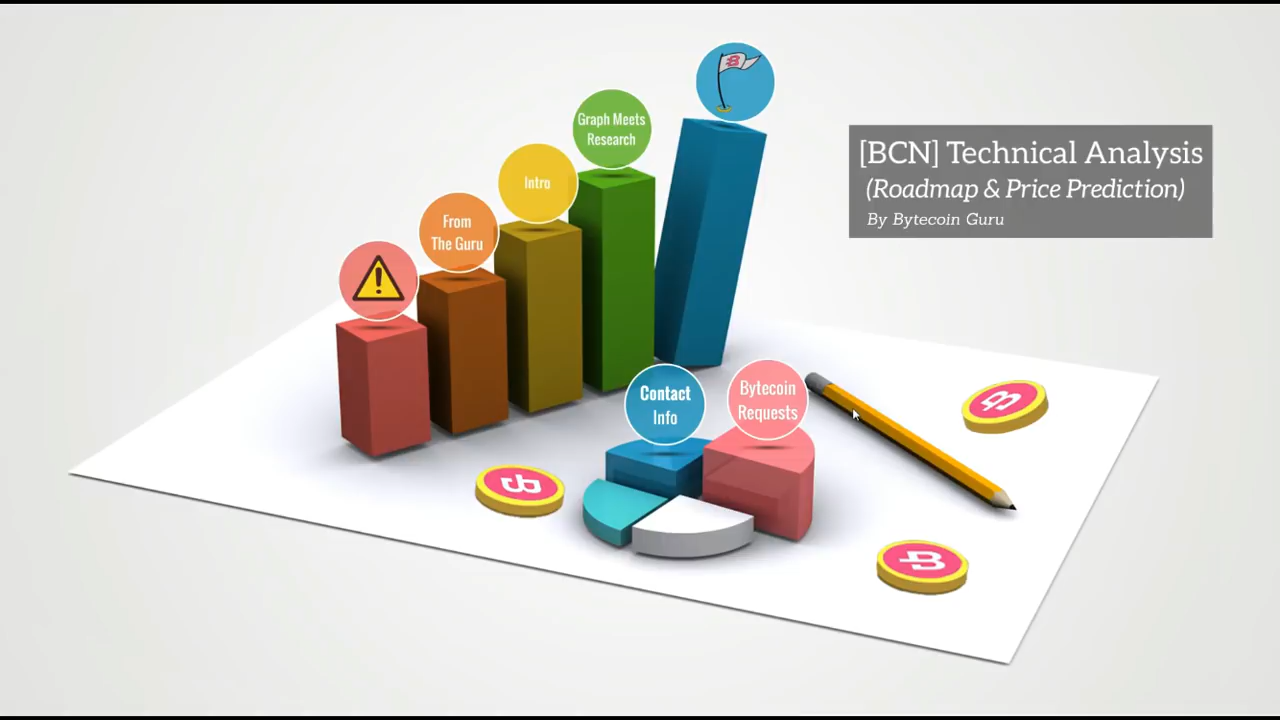 [BCN] Technical Analysis
(Roadmap & Price Prediction)
By Bytecoin Guru
Graph Meets
Research
Intro
From
The Guru
Contact
Info
Bytecoin
Requests